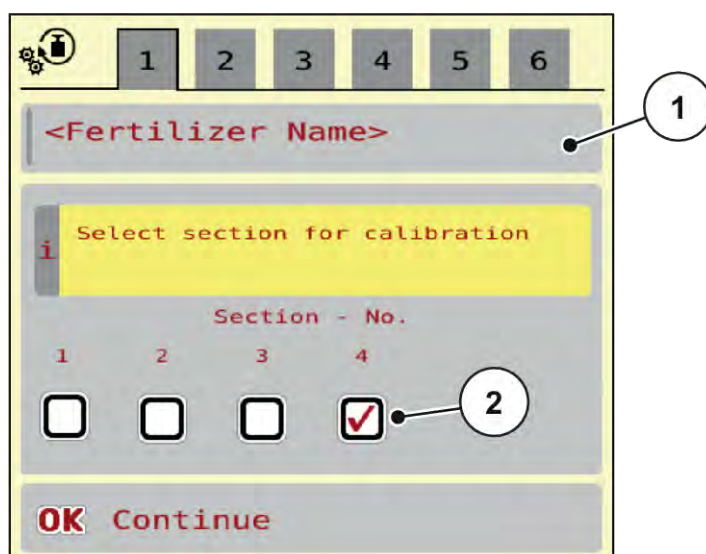 1 2 3 4 5 6
<Fertilizer Name>
1
i Select section for calibration
Section - No.
1 2 3 4
2
OK Continue